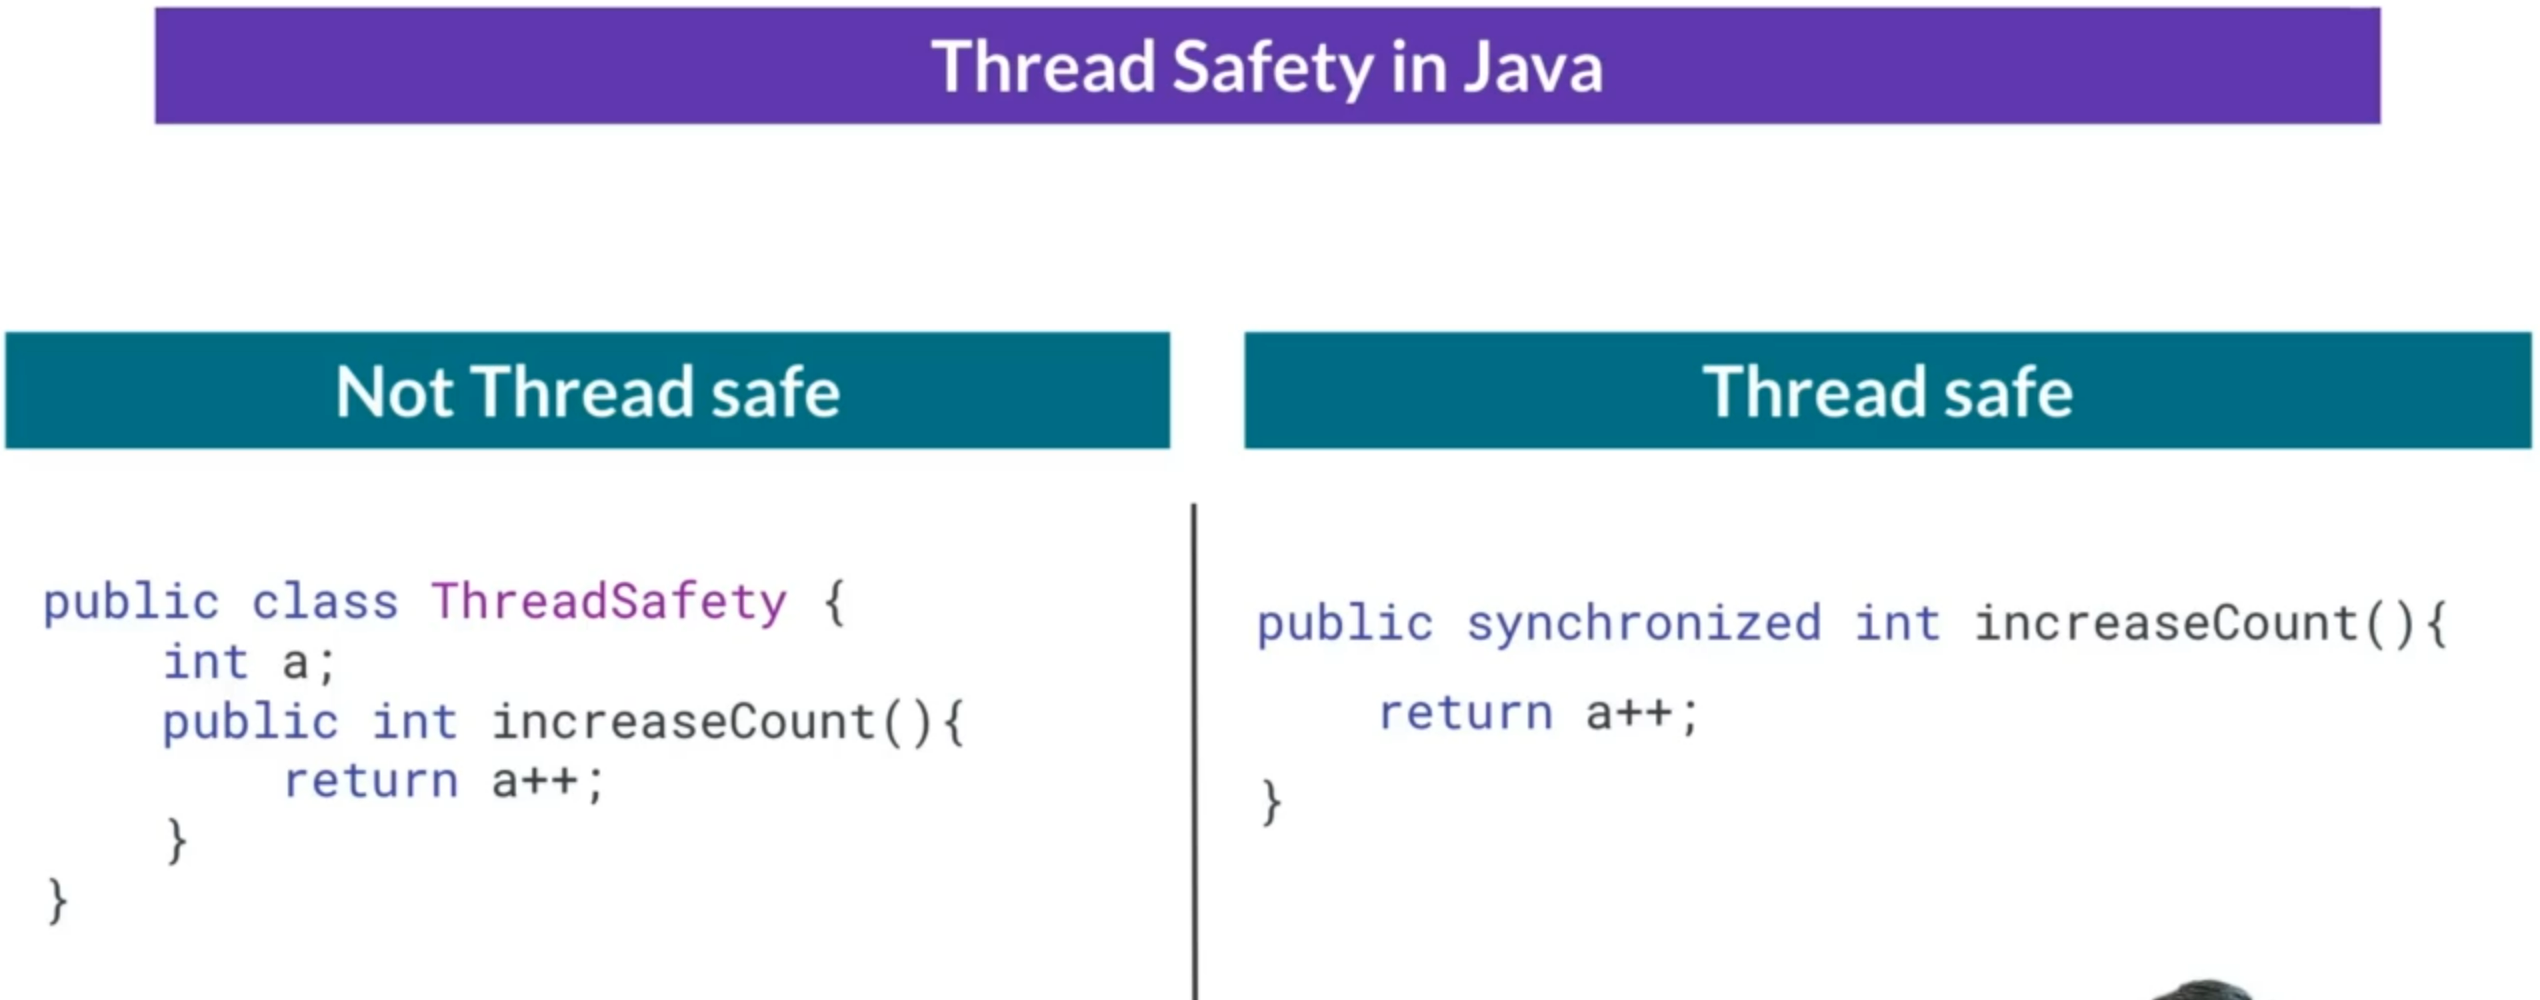 Thread Safety in Java
Not Thread safe
public class ThreadSafety {
    int a;
    public int increaseCount(){
        return a++;
    }
}
Thread safe
public synchronized int increaseCount(){
    return a++;
}